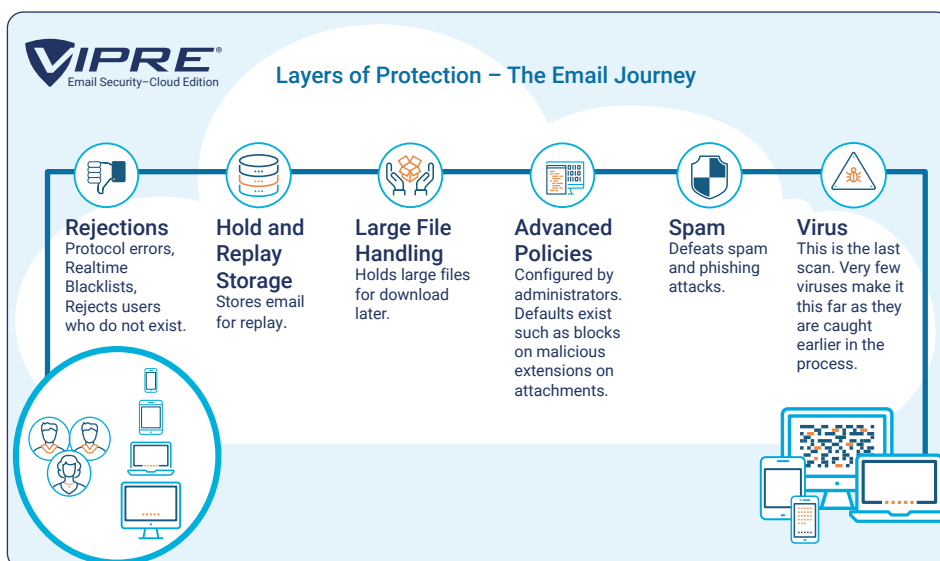 VIPRE®
Email Security–Cloud Edition
Layers of Protection – The Email Journey
Rejections
Protocol errors,
Realtime
Blacklists,
Rejects users
who do not exist.
Hold and
Replay
Storage
Stores email
for replay.
Large File
Handling
Holds large files
for download
later.
Advanced
Policies
Configured by
administrators.
Defaults exist
such as blocks
on malicious
extensions on
attachments.
Spam
Defeats spam
and phishing
attacks.
Virus
This is the last
scan. Very few
viruses make it
this far as they
are caught
earlier in the
process.
0110
1010
11101